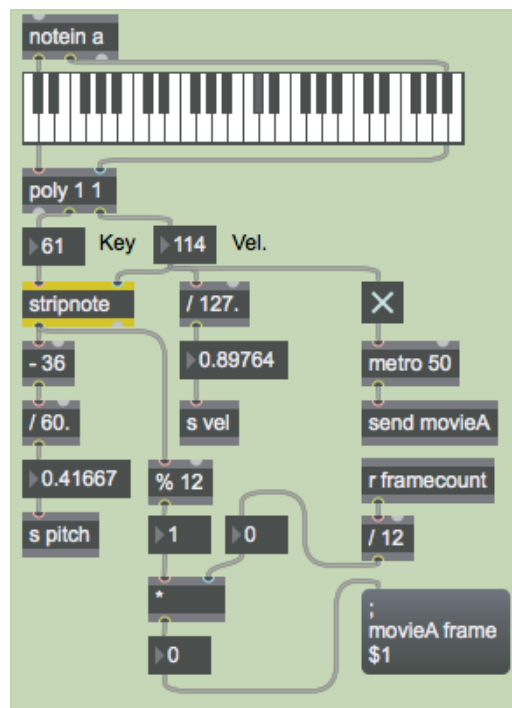 notein a
poly 1 1
61
Key
114
Vel.
stripnote
/ 127.
- 36
0.89764
metro 50
/ 60.
s vel
send movieA
0.41667
% 12
r framecount
s pitch
1
0
/ 12
*
;
movieA frame
$1
0